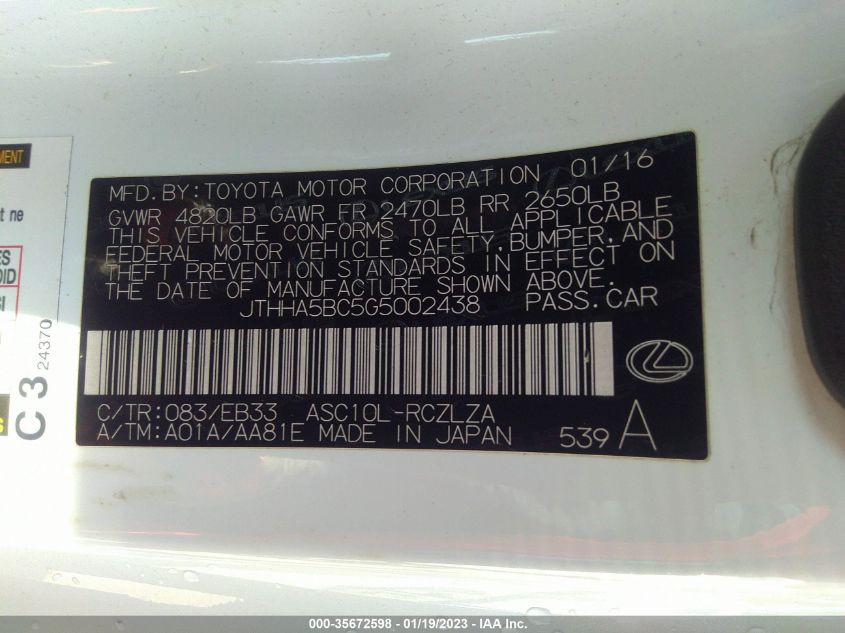 MFD.BY:TOYOTA MOTOR CORPORATION 01/16
GVWR 4820LB GAWR FR 2470LB RR 2650LB
THIS VEHICLE CONFORMS TO ALL APPLICABLE
FEDERAL MOTOR VEHICLE SAFETY,BUMPER,AND
THEFT PREVENTION STANDARDS IN EFFECT ON
THE DATE OF MANUFACTURE SHOWN ABOVE.
JTHHA5BC5G5002438 PASS.CAR
C/TR:083/EB33 ASC10L-RCZLZA
A/TM:A01A/AA81E MADE IN JAPAN 539 A
C3 24370
000-35672598 - 01/19/2023 - IAA Inc.